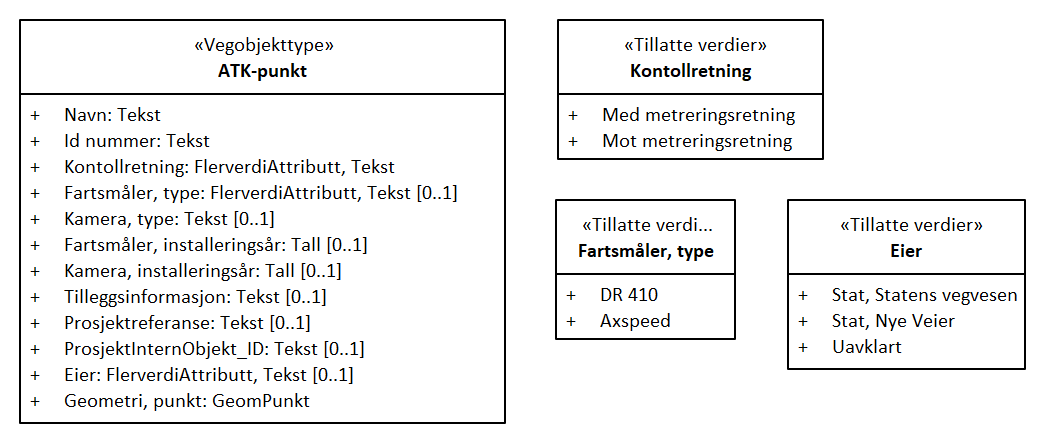 «Vegobjekttype»
ATK-punkt
+ Navn: Tekst
+ Id nummer: Tekst
+ Kontollretning: FlerverdiAttributt, Tekst
+ Fartsmåler, type: FlerverdiAttributt, Tekst [0..1]
+ Kamera, type: Tekst [0..1]
+ Fartsmåler, installeringsår: Tall [0..1]
+ Kamera, installeringsår: Tall [0..1]
+ Tilleggsinformasjon: Tekst [0..1]
+ Prosjektreferanse: Tekst [0..1]
+ ProsjektInternObjekt_ID: Tekst [0..1]
+ Eier: FlerverdiAttributt, Tekst [0..1]
+ Geometri, punkt: GeomPunkt
«Tillatte verdier»
Kontollretning
+ Med metreringsretning
+ Mot metreringsretning
«Tillatte verdi...
Fartsmåler, type
+ DR 410
+ Axspeed
«Tillatte verdier»
Eier
+ Stat, Statens vegvesen
+ Stat, Nye Veier
+ Uavklart